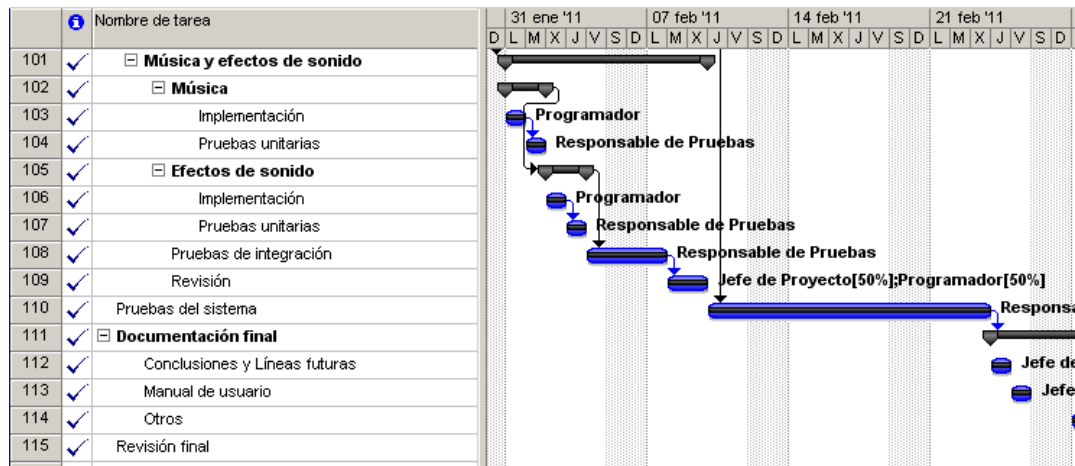 Nombre de tarea
31 ene '11 07 feb '11 14 feb '11 21 feb '11
D L M X J V S D L M X J V S D L M X J V S D L M X J V S D
101 Música y efectos de sonido
102 Música
103 Implementación Programador
104 Pruebas unitarias Responsable de Pruebas
105 Efectos de sonido
106 Implementación Programador
107 Pruebas unitarias Responsable de Pruebas
108 Pruebas de integración Responsable de Pruebas
109 Revisión Jefe de Proyecto[50%];Programador[50%]
110 Pruebas del sistema Responsa
111 Documentación final
112 Conclusiones y Líneas futuras Jefe de
113 Manual de usuario Jefe
114 Otros
115 Revisión final